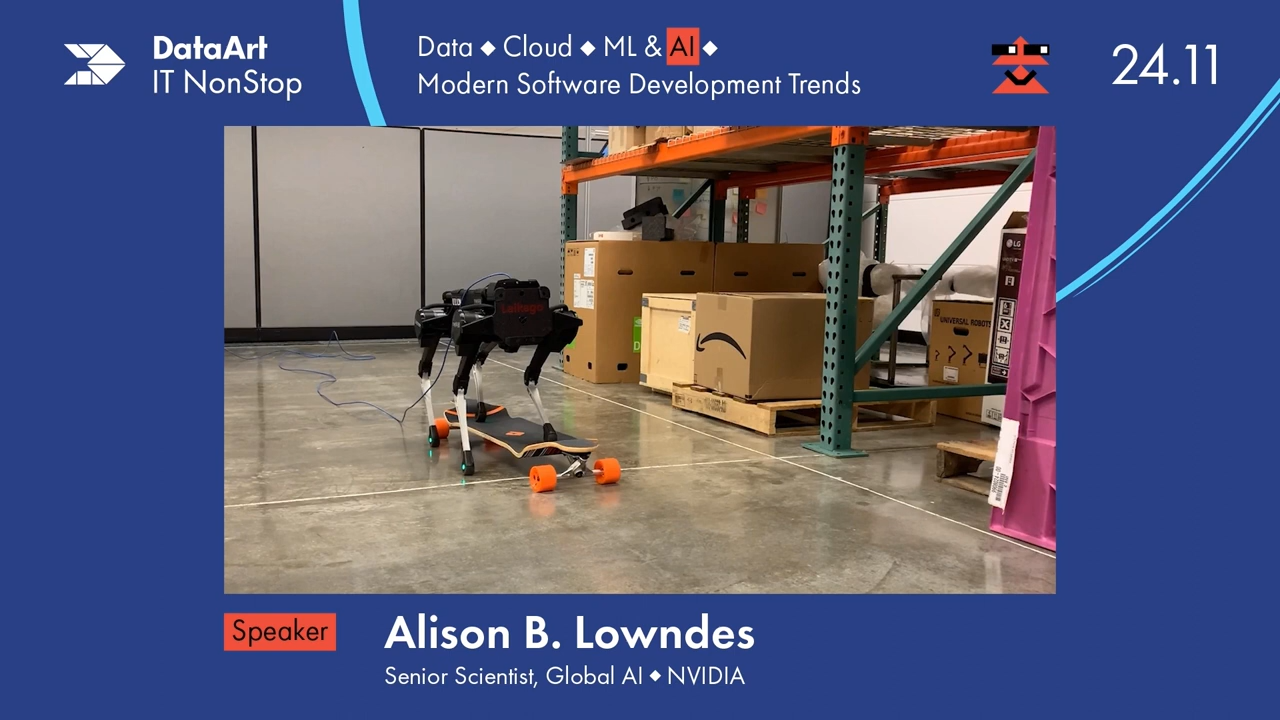 DataArt
IT NonStop
Data ◆ Cloud ◆ ML & AI ◆
Modern Software Development Trends
24.11
Laikago
LG
UNIVERSAL ROBOTS
Speaker
Alison B. Lowndes
Senior Scientist, Global AI ◆ NVIDIA